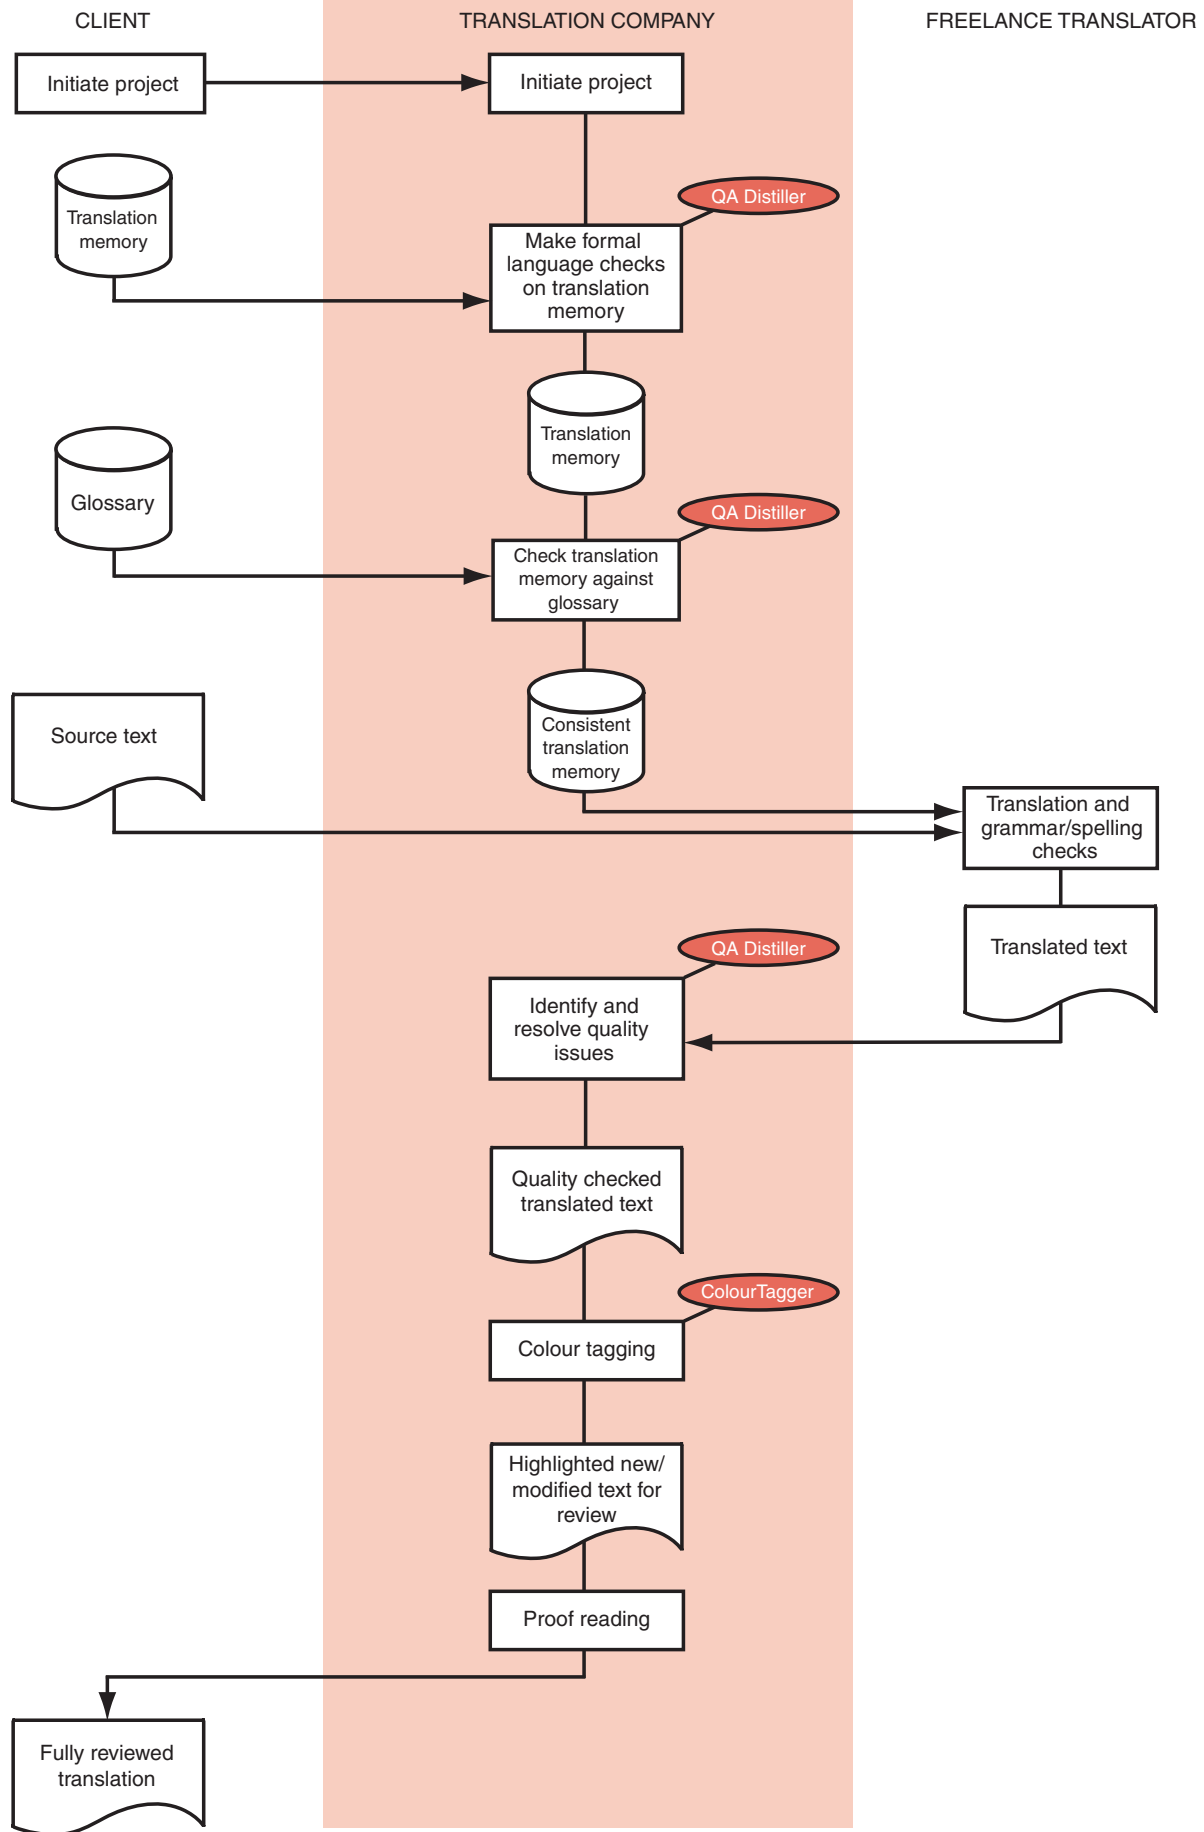 CLIENT
TRANSLATION COMPANY
FREELANCE TRANSLATOR
Initiate project
Initiate project
Translation
memory
QA Distiller
Make formal
language checks
on translation
memory
Translation
memory
Glossary
QA Distiller
Check translation
memory against
glossary
Source text
Consistent
translation
memory
Translation and
grammar/spelling
checks
Translated text
QA Distiller
Identify and
resolve quality
issues
Quality checked
translated text
ColourTagger
Colour tagging
Highlighted new/
modified text for
review
Proof reading
Fully reviewed
translation